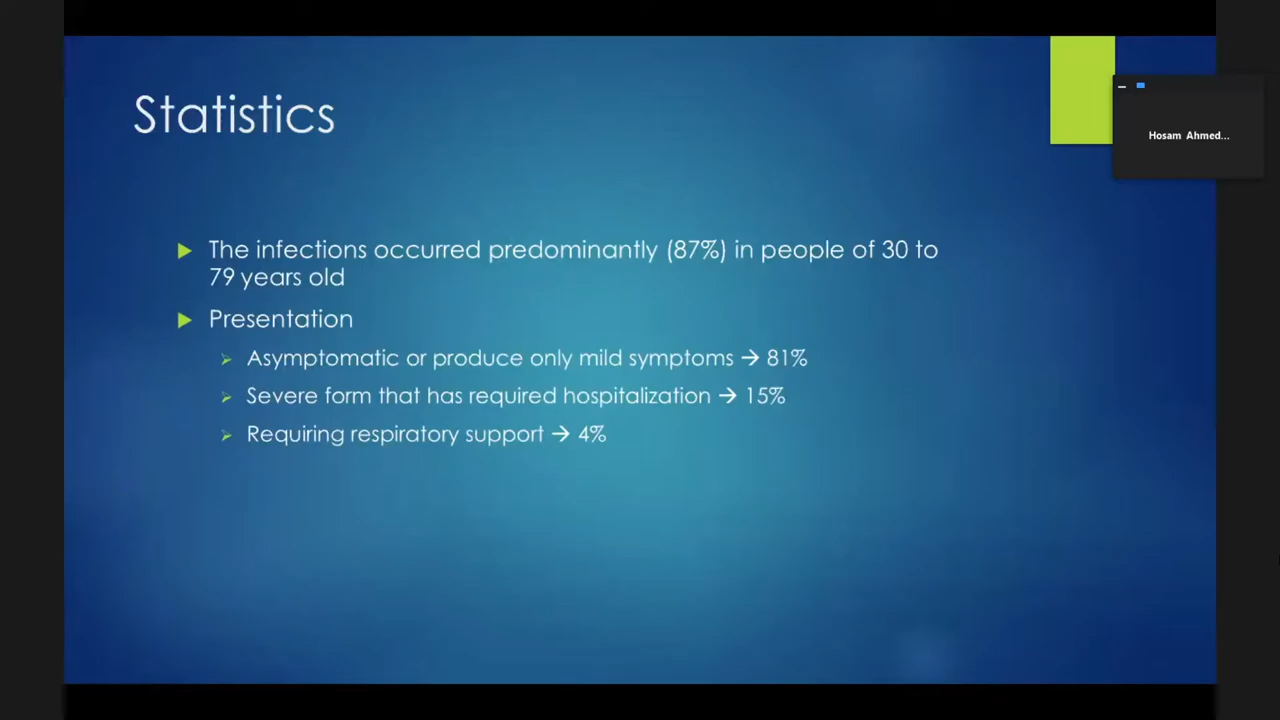 Statistics
Hosam Ahmed...
The infections occurred predominantly (87%) in people of 30 to
79 years old
Presentation
Asymptomatic or produce only mild symptoms → 81%
Severe form that has required hospitalization → 15%
Requiring respiratory support → 4%